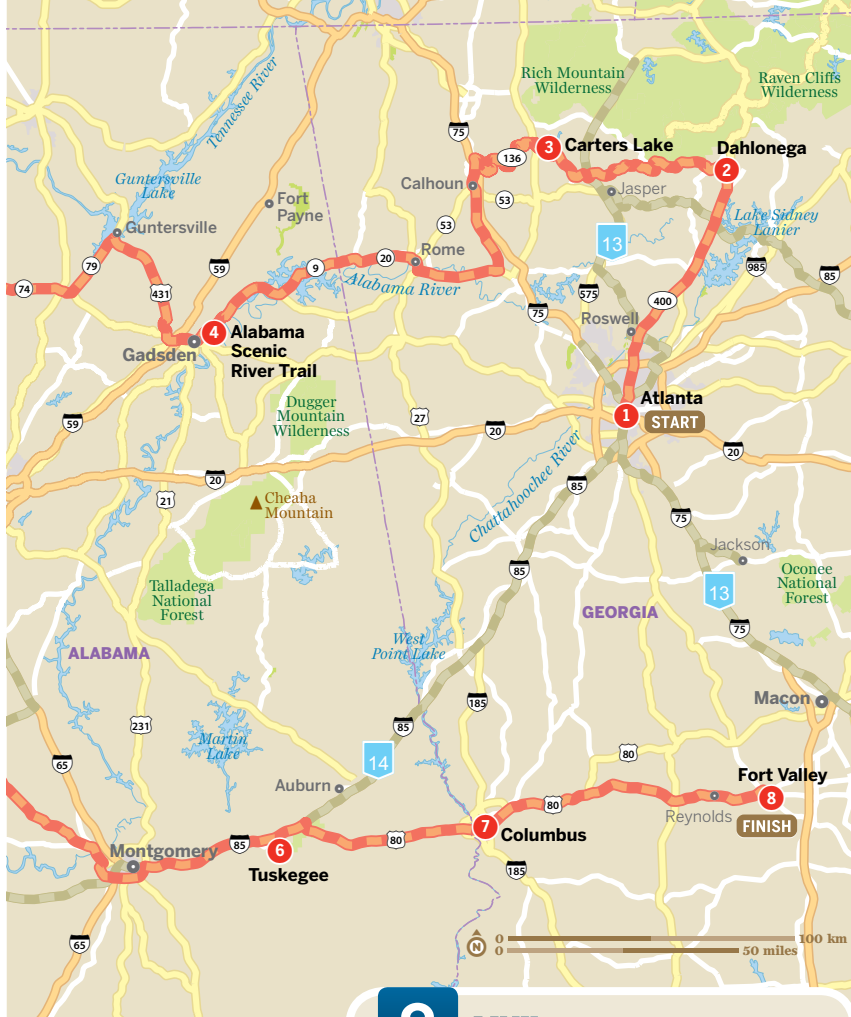 Rich Mountain
Wilderness
Raven Cliffs
Wilderness
Tennessee River
75
136
3
Carters Lake
Dahlonega
2
Guntersville
Lake
Calhoun
Jasper
Fort
Payne
53
53
Lake Sidney
Lanier
Guntersville
13
Rome
20
9
59
79
74
431
Alabama River
985
85
575
400
75
Roswell
4
Alabama
Scenic
River Trail
Gadsden
Atlanta
1
START
Dugger
Mountain
Wilderness
27
59
20
20
Chattahoochee River
20
85
21
Cheaha
Mountain
75
Jackson
85
Oconee
National
Forest
Talladega
National
Forest
13
GEORGIA
75
ALABAMA
West
Point Lake
Macon
185
231
85
Martin
Lake
80
65
14
Fort Valley
Auburn
8
80
Reynolds
FINISH
7
Columbus
85
80
Montgomery
6
Tuskegee
185
65
N
0
100 km
0
50 miles